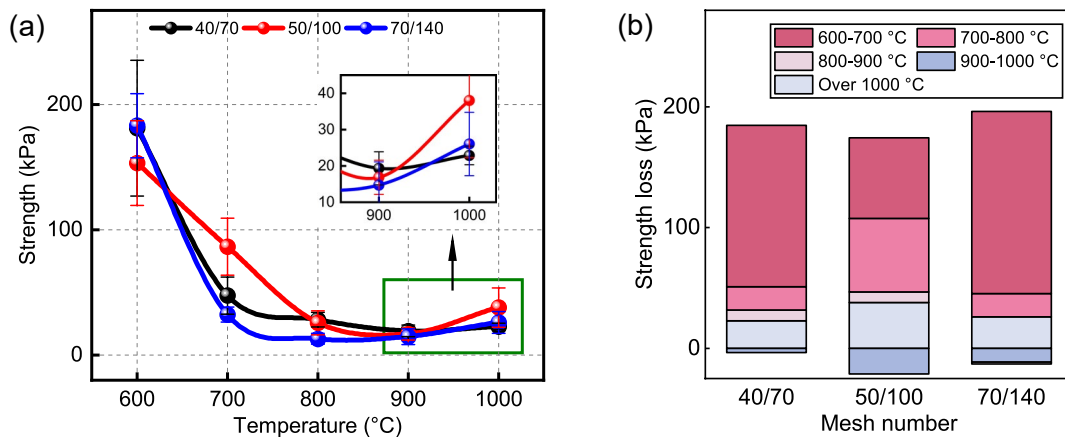 (a)
40/70 50/100 70/140
Strength (kPa)
200
100
0
40
30
20
10
900 1000
600 700 800 900 1000
Temperature (°C)
(b)
600-700 °C 700-800 °C
800-900 °C 900-1000 °C
Over 1000 °C
Strength loss (kPa)
200
100
0
40/70 50/100 70/140
Mesh number